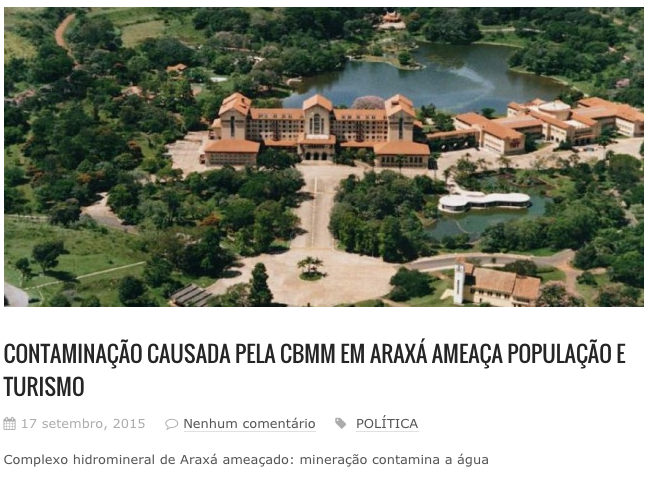 CONTAMINAÇÃO CAUSADA PELA CBMM EM ARAXÁ AMEAÇA POPULAÇÃO E
TURISMO
17 setembro, 2015 Nenhum comentário POLÍTICA
Complexo hidromineral de Araxá ameaçado: mineração contamina a água